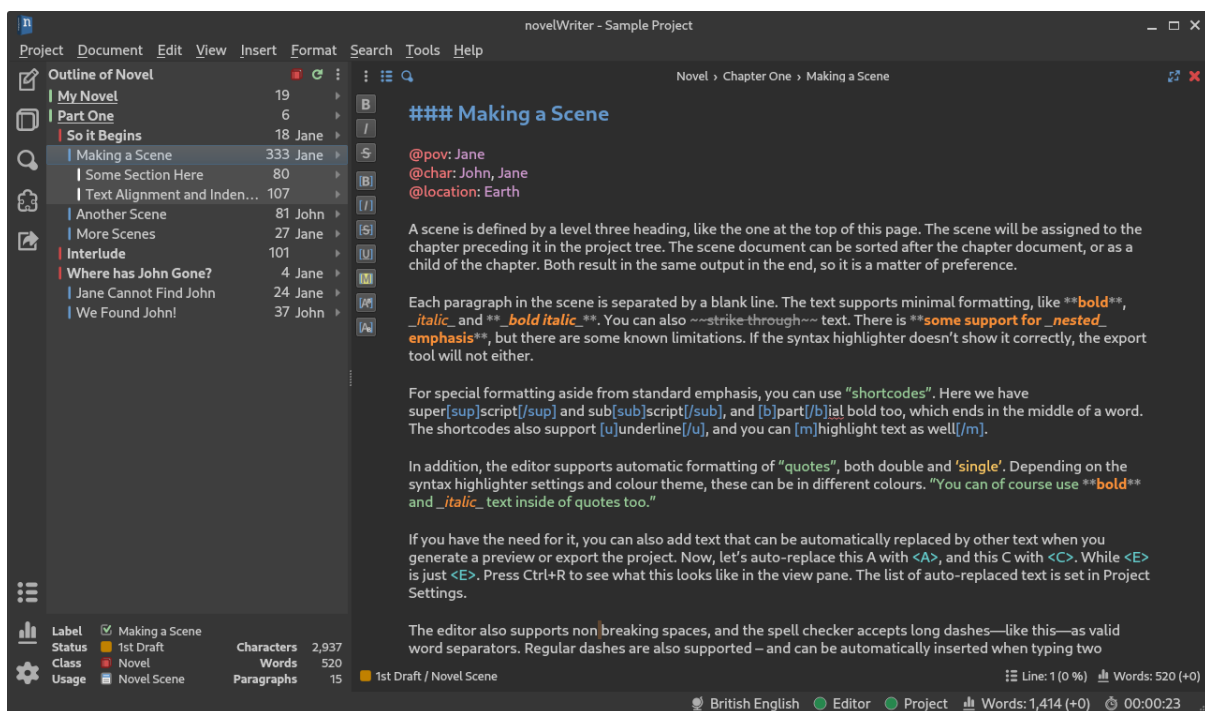 novelWriter - Sample Project
Project Document Edit View Insert Format Search Tools Help
Outline of Novel
My Novel 19
Part One 6
So it Begins 18 Jane
Making a Scene 333 Jane
Some Section Here 80
Text Alignment and Inden... 107
Another Scene 81 John
More Scenes 27 Jane
Interlude 101
Where has John Gone? 4 Jane
Jane Cannot Find John 24 Jane
We Found John! 37 John
Label Making a Scene
Status 1st Draft Characters 2,937
Class Novel Words 520
Usage Novel Scene Paragraphs 15
Novel › Chapter One › Making a Scene
B
I
S
[B]
[I]
[S]
[U]
[M]
### Making a Scene
@pov: Jane
@char: John, Jane
@location: Earth
A scene is defined by a level three heading, like the one at the top of this page. The scene will be assigned to the
chapter preceding it in the project tree. The scene document can be sorted after the chapter document, or as a
child of the chapter. Both result in the same output in the end, so it is a matter of preference.
Each paragraph in the scene is separated by a blank line. The text supports minimal formatting, like **bold**,
_italic_ and **_bold italic_**. You can also ~~strike through~~ text. There is **some support for _nested_
emphasis**, but there are some known limitations. If the syntax highlighter doesn’t show it correctly, the export
tool will not either.
For special formatting aside from standard emphasis, you can use “shortcodes”. Here we have
super[sup]script[/sup] and sub[sub]script[/sub], and [b]part[/b]ial bold too, which ends in the middle of a word.
The shortcodes also support [u]underline[/u], and you can [m]highlight text as well[/m].
In addition, the editor supports automatic formatting of “quotes”, both double and ‘single’. Depending on the
syntax highlighter settings and colour theme, these can be in different colours. “You can of course use **bold**
and _italic_ text inside of quotes too.”
If you have the need for it, you can also add text that can be automatically replaced by other text when you
generate a preview or export the project. Now, let’s auto-replace this A with <A>, and this C with <C>. While <E>
is just <E>. Press Ctrl+R to see what this looks like in the view pane. The list of auto-replaced text is set in Project
Settings.
The editor also supports non breaking spaces, and the spell checker accepts long dashes—like this—as valid
word separators. Regular dashes are also supported – and can be automatically inserted when typing two
1st Draft / Novel Scene Line: 1 (0 %) Words: 520 (+0)
British English Editor Project Words: 1,414 (+0) 00:00:23